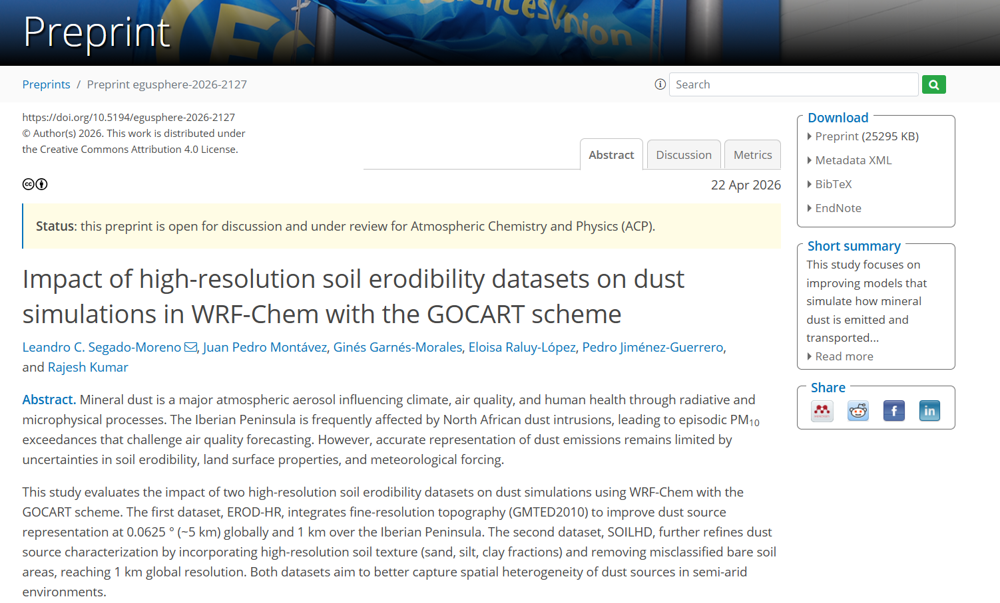 Preprint
EG
ciencesUnion
Preprints / Preprint egusphere-2026-2127
Search
https://doi.org/10.5194/egusphere-2026-2127
© Author(s) 2026. This work is distributed under
the Creative Commons Attribution 4.0 License.
Abstract
Discussion
Metrics
cc
22 Apr 2026
Status: this preprint is open for discussion and under review for Atmospheric Chemistry and Physics (ACP).
Impact of high-resolution soil erodibility datasets on dust
simulations in WRF-Chem with the GOCART scheme
Leandro C. Segado-Moreno, Juan Pedro Montávez, Ginés Garnés-Morales, Eloisa Raluy-López, Pedro Jiménez-Guerrero,
and Rajesh Kumar
Abstract. Mineral dust is a major atmospheric aerosol influencing climate, air quality, and human health through radiative and
microphysical processes. The Iberian Peninsula is frequently affected by North African dust intrusions, leading to episodic PM₁₀
exceedances that challenge air quality forecasting. However, accurate representation of dust emissions remains limited by
uncertainties in soil erodibility, land surface properties, and meteorological forcing.
This study evaluates the impact of two high-resolution soil erodibility datasets on dust simulations using WRF-Chem with the
GOCART scheme. The first dataset, EROD-HR, integrates fine-resolution topography (GMTED2010) to improve dust source
representation at 0.0625 ° (~5 km) globally and 1 km over the Iberian Peninsula. The second dataset, SOILHD, further refines dust
source characterization by incorporating high-resolution soil texture (sand, silt, clay fractions) and removing misclassified bare soil
areas, reaching 1 km global resolution. Both datasets aim to better capture spatial heterogeneity of dust sources in semi-arid
environments.
Download
Preprint (25295 KB)
Metadata XML
BibTeX
EndNote
Short summary
This study focuses on
improving models that
simulate how mineral
dust is emitted and
transported...
Read more
Share
f
in